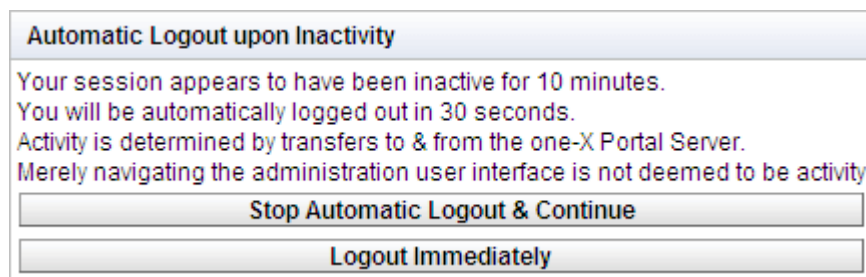 Automatic Logout upon Inactivity
Your session appears to have been inactive for 10 minutes.
You will be automatically logged out in 30 seconds.
Activity is determined by transfers to & from the one-X Portal Server.
Merely navigating the administration user interface is not deemed to be activity
Stop Automatic Logout & Continue
Logout Immediately